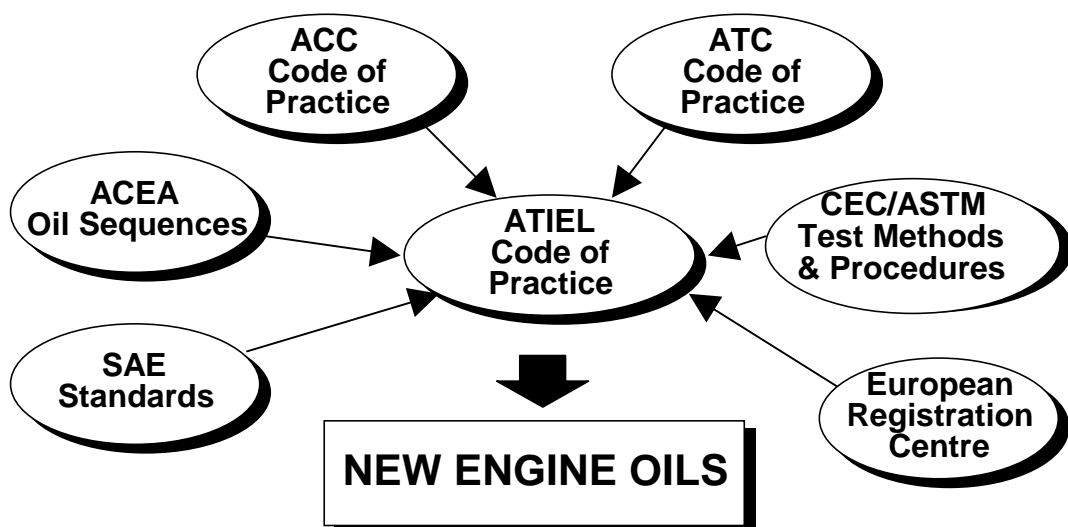 ACC
Code of
Practice
ATC
Code of
Practice
ACEA
Oil Sequences
ATIEL
Code of
Practice
CEC/ASTM
Test Methods
& Procedures
SAE
Standards
European
Registration
Centre
NEW ENGINE OILS